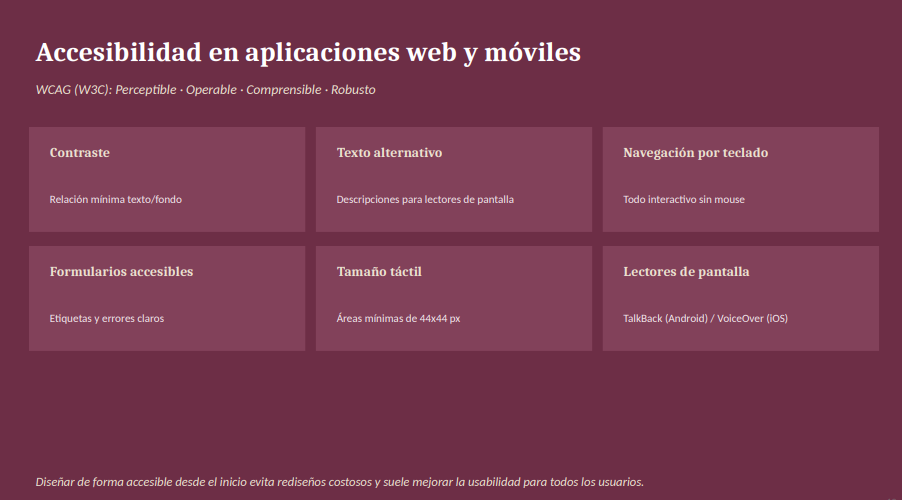 Accesibilidad en aplicaciones web y móviles
WCAG (W3C): Perceptible · Operable · Comprensible · Robusto
Contraste
Relación mínima texto/fondo
Texto alternativo
Descripciones para lectores de pantalla
Navegación por teclado
Todo interactivo sin mouse
Formularios accesibles
Etiquetas y errores claros
Tamaño táctil
Áreas mínimas de 44x44 px
Lectores de pantalla
TalkBack (Android) / VoiceOver (iOS)
Diseñar de forma accesible desde el inicio evita rediseños costosos y suele mejorar la usabilidad para todos los usuarios.